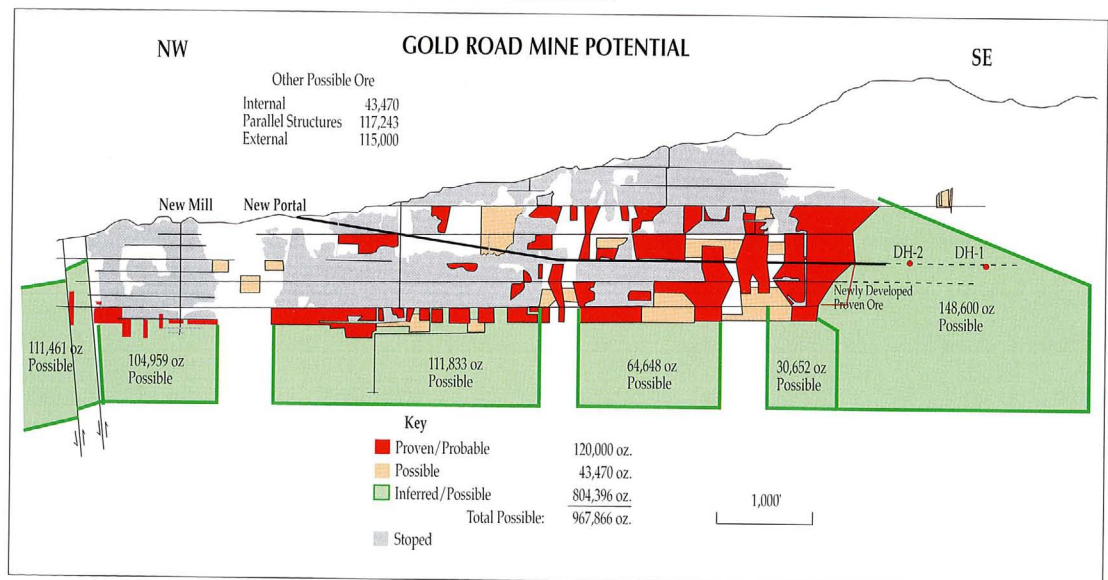 NW
GOLD ROAD MINE POTENTIAL
SE
Other Possible Ore
Internal 43,470
Parallel Structures 117,243
External 115,000
New Mill
New Portal
DH-2
DH-1
Newly Developed
Proven Ore
148,600 oz
Possible
111,461 oz
Possible
104,959 oz
Possible
111,833 oz
Possible
64,648 oz
Possible
30,652 oz
Possible
Key
Proven/Probable 120,000 oz.
Possible 43,470 oz.
Inferred/Possible 804,396 oz.
Total Possible: 967,866 oz.
Stoped
1,000'